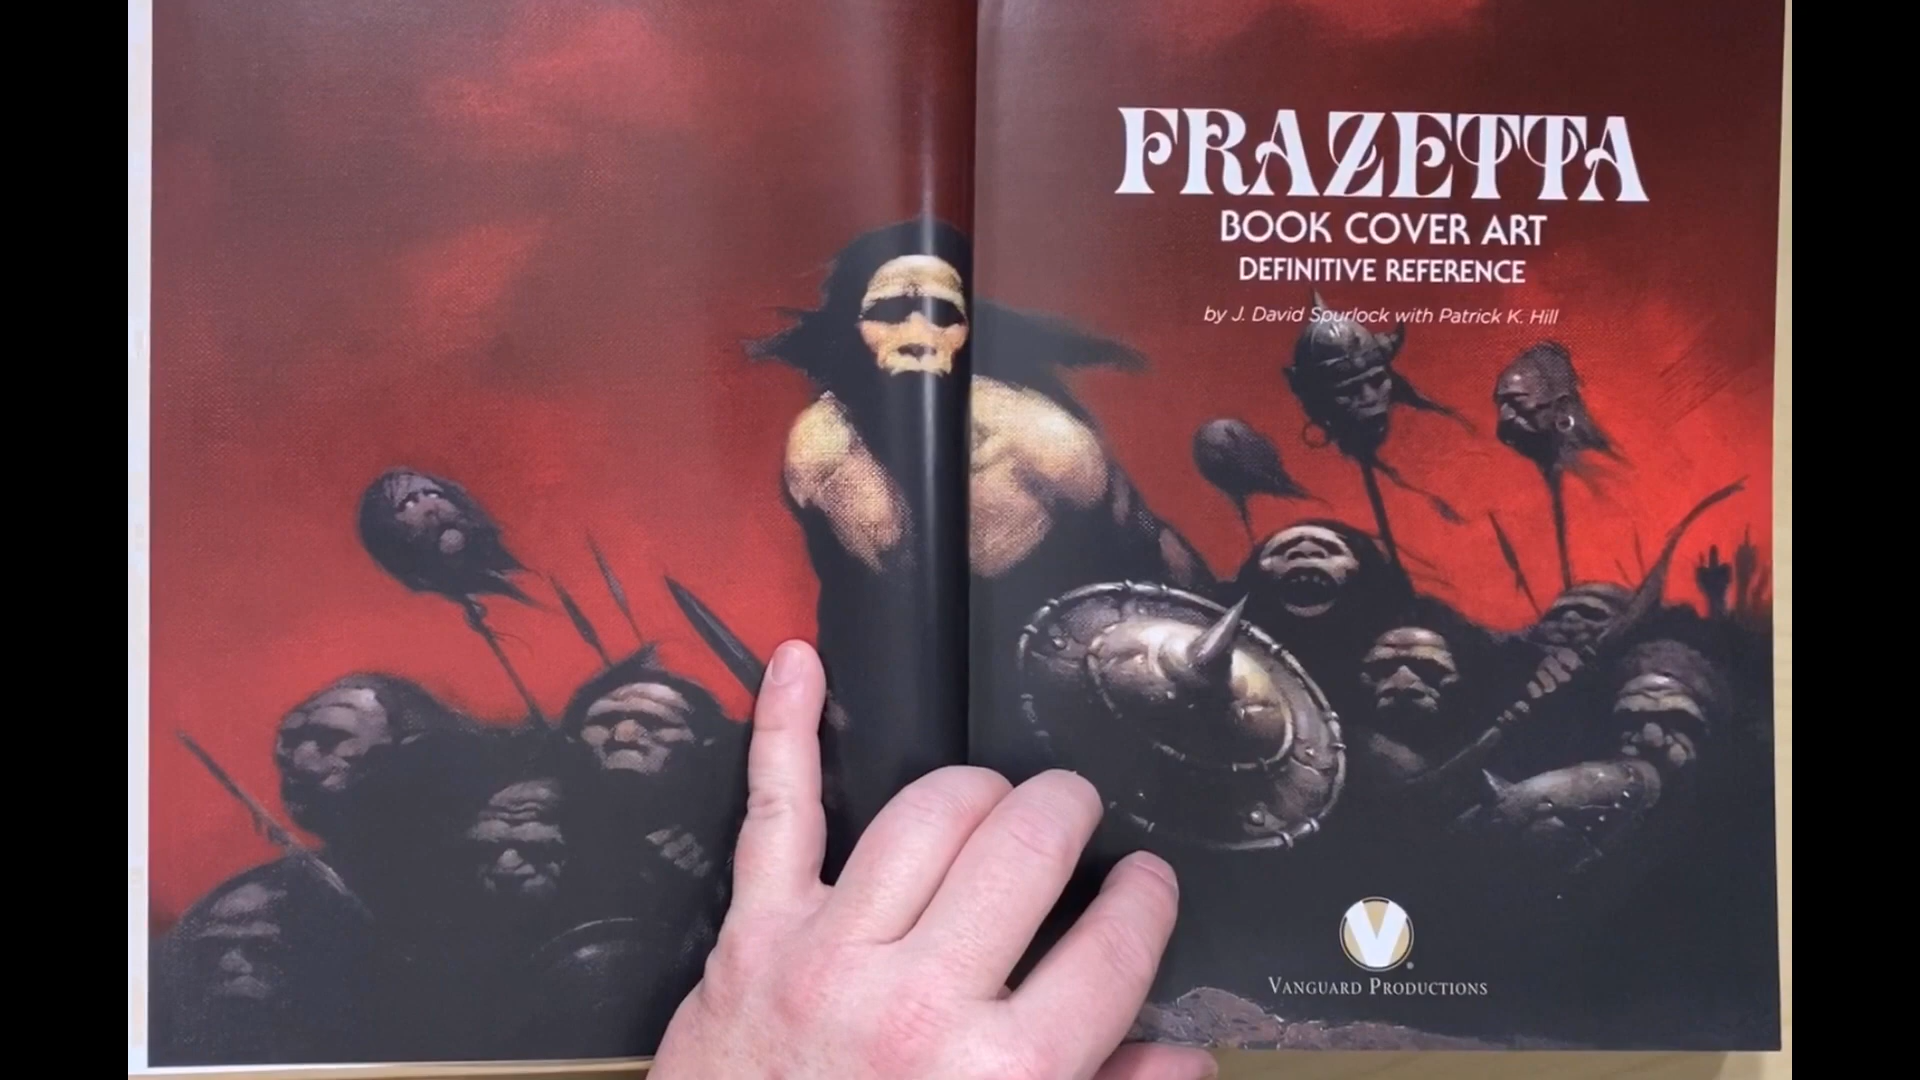 FRAZETTA
BOOK COVER ART
DEFINITIVE REFERENCE
by J. David Spurlock with Patrick K. Hill
V
VANGUARD PRODUCTIONS